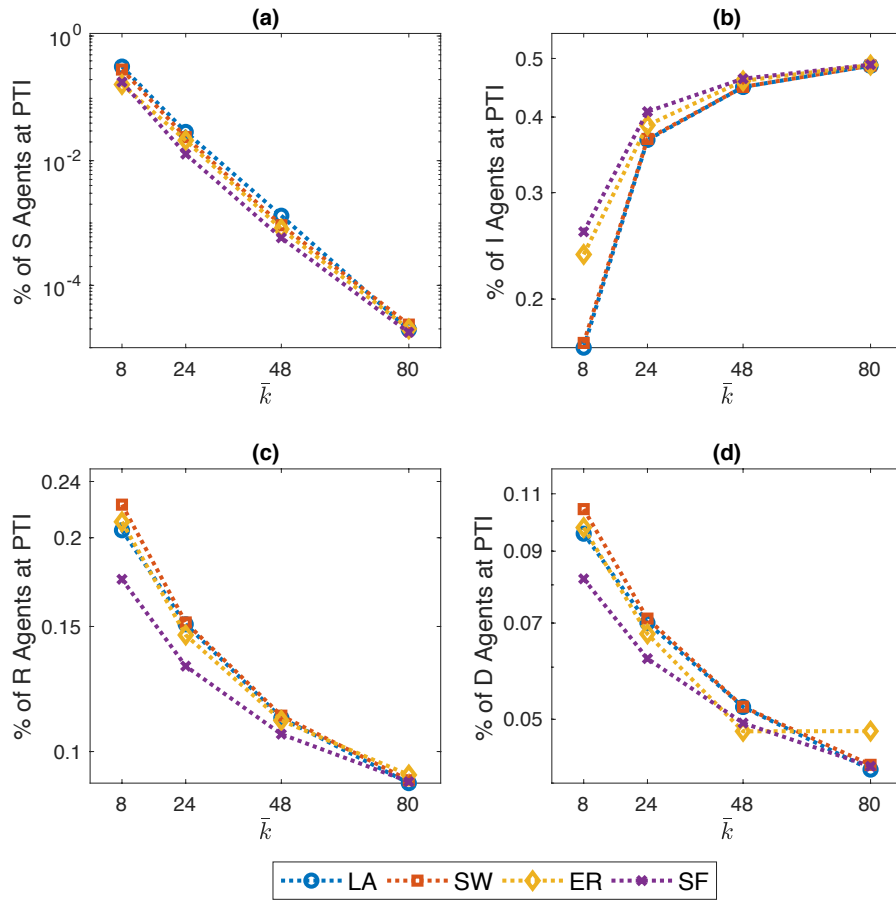 (a)
% of S Agents at PTI
10^0
10^-2
10^-4
8 24 48 80
k̄
(b)
% of I Agents at PTI
0.5
0.4
0.3
0.2
8 24 48 80
k̄
(c)
% of R Agents at PTI
0.24
0.2
0.15
0.1
8 24 48 80
k̄
(d)
% of D Agents at PTI
0.11
0.09
0.07
0.05
8 24 48 80
k̄
LA SW ER SF